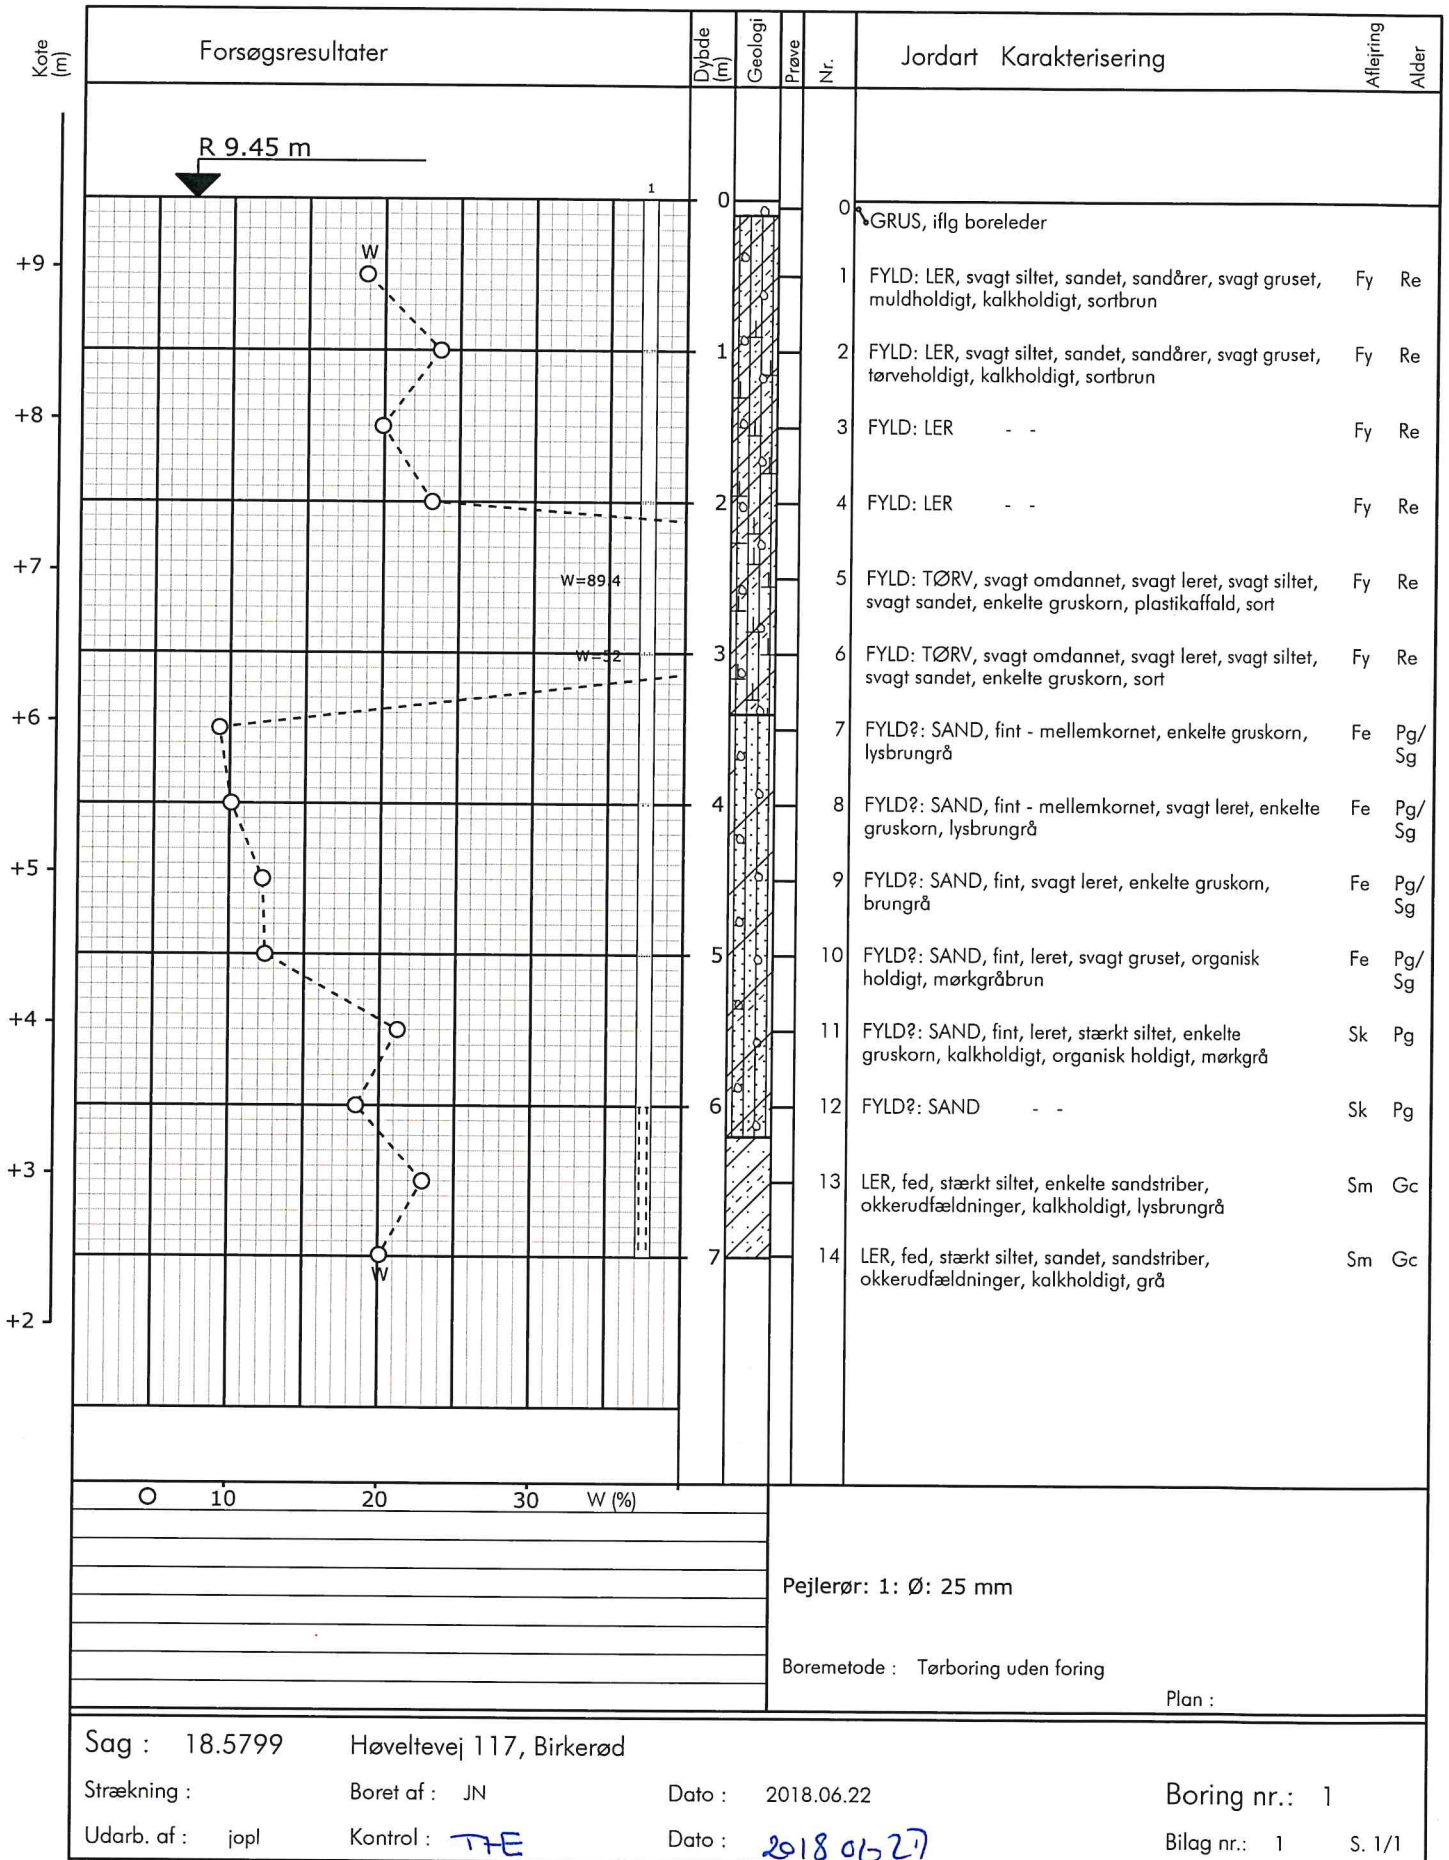 Kote (m)
Forsøgsresultater
Dybde (m)
Geologi
Prøve
Nr.
Jordart Karakterisering
Aflejring
Alder
R 9.45 m
1
+9
+8
+7
+6
+5
+4
+3
+2
W
W=89.4
W=52
W
0
1
2
3
4
5
6
7
0 GRUS, iflg boreleder
1 FYLD: LER, svagt siltet, sandet, sandårer, svagt gruset, Fy Re
muldholdigt, kalkholdigt, sortbrun
2 FYLD: LER, svagt siltet, sandet, sandårer, svagt gruset, Fy Re
tørveholdigt, kalkholdigt, sortbrun
3 FYLD: LER - - Fy Re
4 FYLD: LER - - Fy Re
5 FYLD: TØRV, svagt omdannet, svagt leret, svagt siltet, Fy Re
svagt sandet, enkelte gruskorn, plastikaffald, sort
6 FYLD: TØRV, svagt omdannet, svagt leret, svagt siltet, Fy Re
svagt sandet, enkelte gruskorn, sort
7 FYLD?: SAND, fint - mellemkornet, enkelte gruskorn, Fe Pg/
lysbrungrå Sg
8 FYLD?: SAND, fint - mellemkornet, svagt leret, enkelte Fe Pg/
gruskorn, lysbrungrå Sg
9 FYLD?: SAND, fint, svagt leret, enkelte gruskorn, Fe Pg/
brungrå Sg
10 FYLD?: SAND, fint, leret, svagt gruset, organisk Fe Pg/
holdigt, mørkgråbrun Sg
11 FYLD?: SAND, fint, leret, stærkt siltet, enkelte Sk Pg
gruskorn, kalkholdigt, organisk holdigt, mørkgrå
12 FYLD?: SAND - - Sk Pg
13 LER, fed, stærkt siltet, enkelte sandstriber, Sm Gc
okkerudfældninger, kalkholdigt, lysbrungrå
14 LER, fed, stærkt siltet, sandet, sandstriber, Sm Gc
okkerudfældninger, kalkholdigt, grå
10 20 30 W (%)
Pejlerør: 1: Ø: 25 mm
Boremetode : Tørboring uden foring
Plan :
Sag : 18.5799 Høveltevej 117, Birkerød
Strækning : Boret af : JN Dato : 2018.06.22 Boring nr.: 1
Udarb. af : jopl Kontrol : Dato : 2018 Bilag nr.: 1 S. 1/1